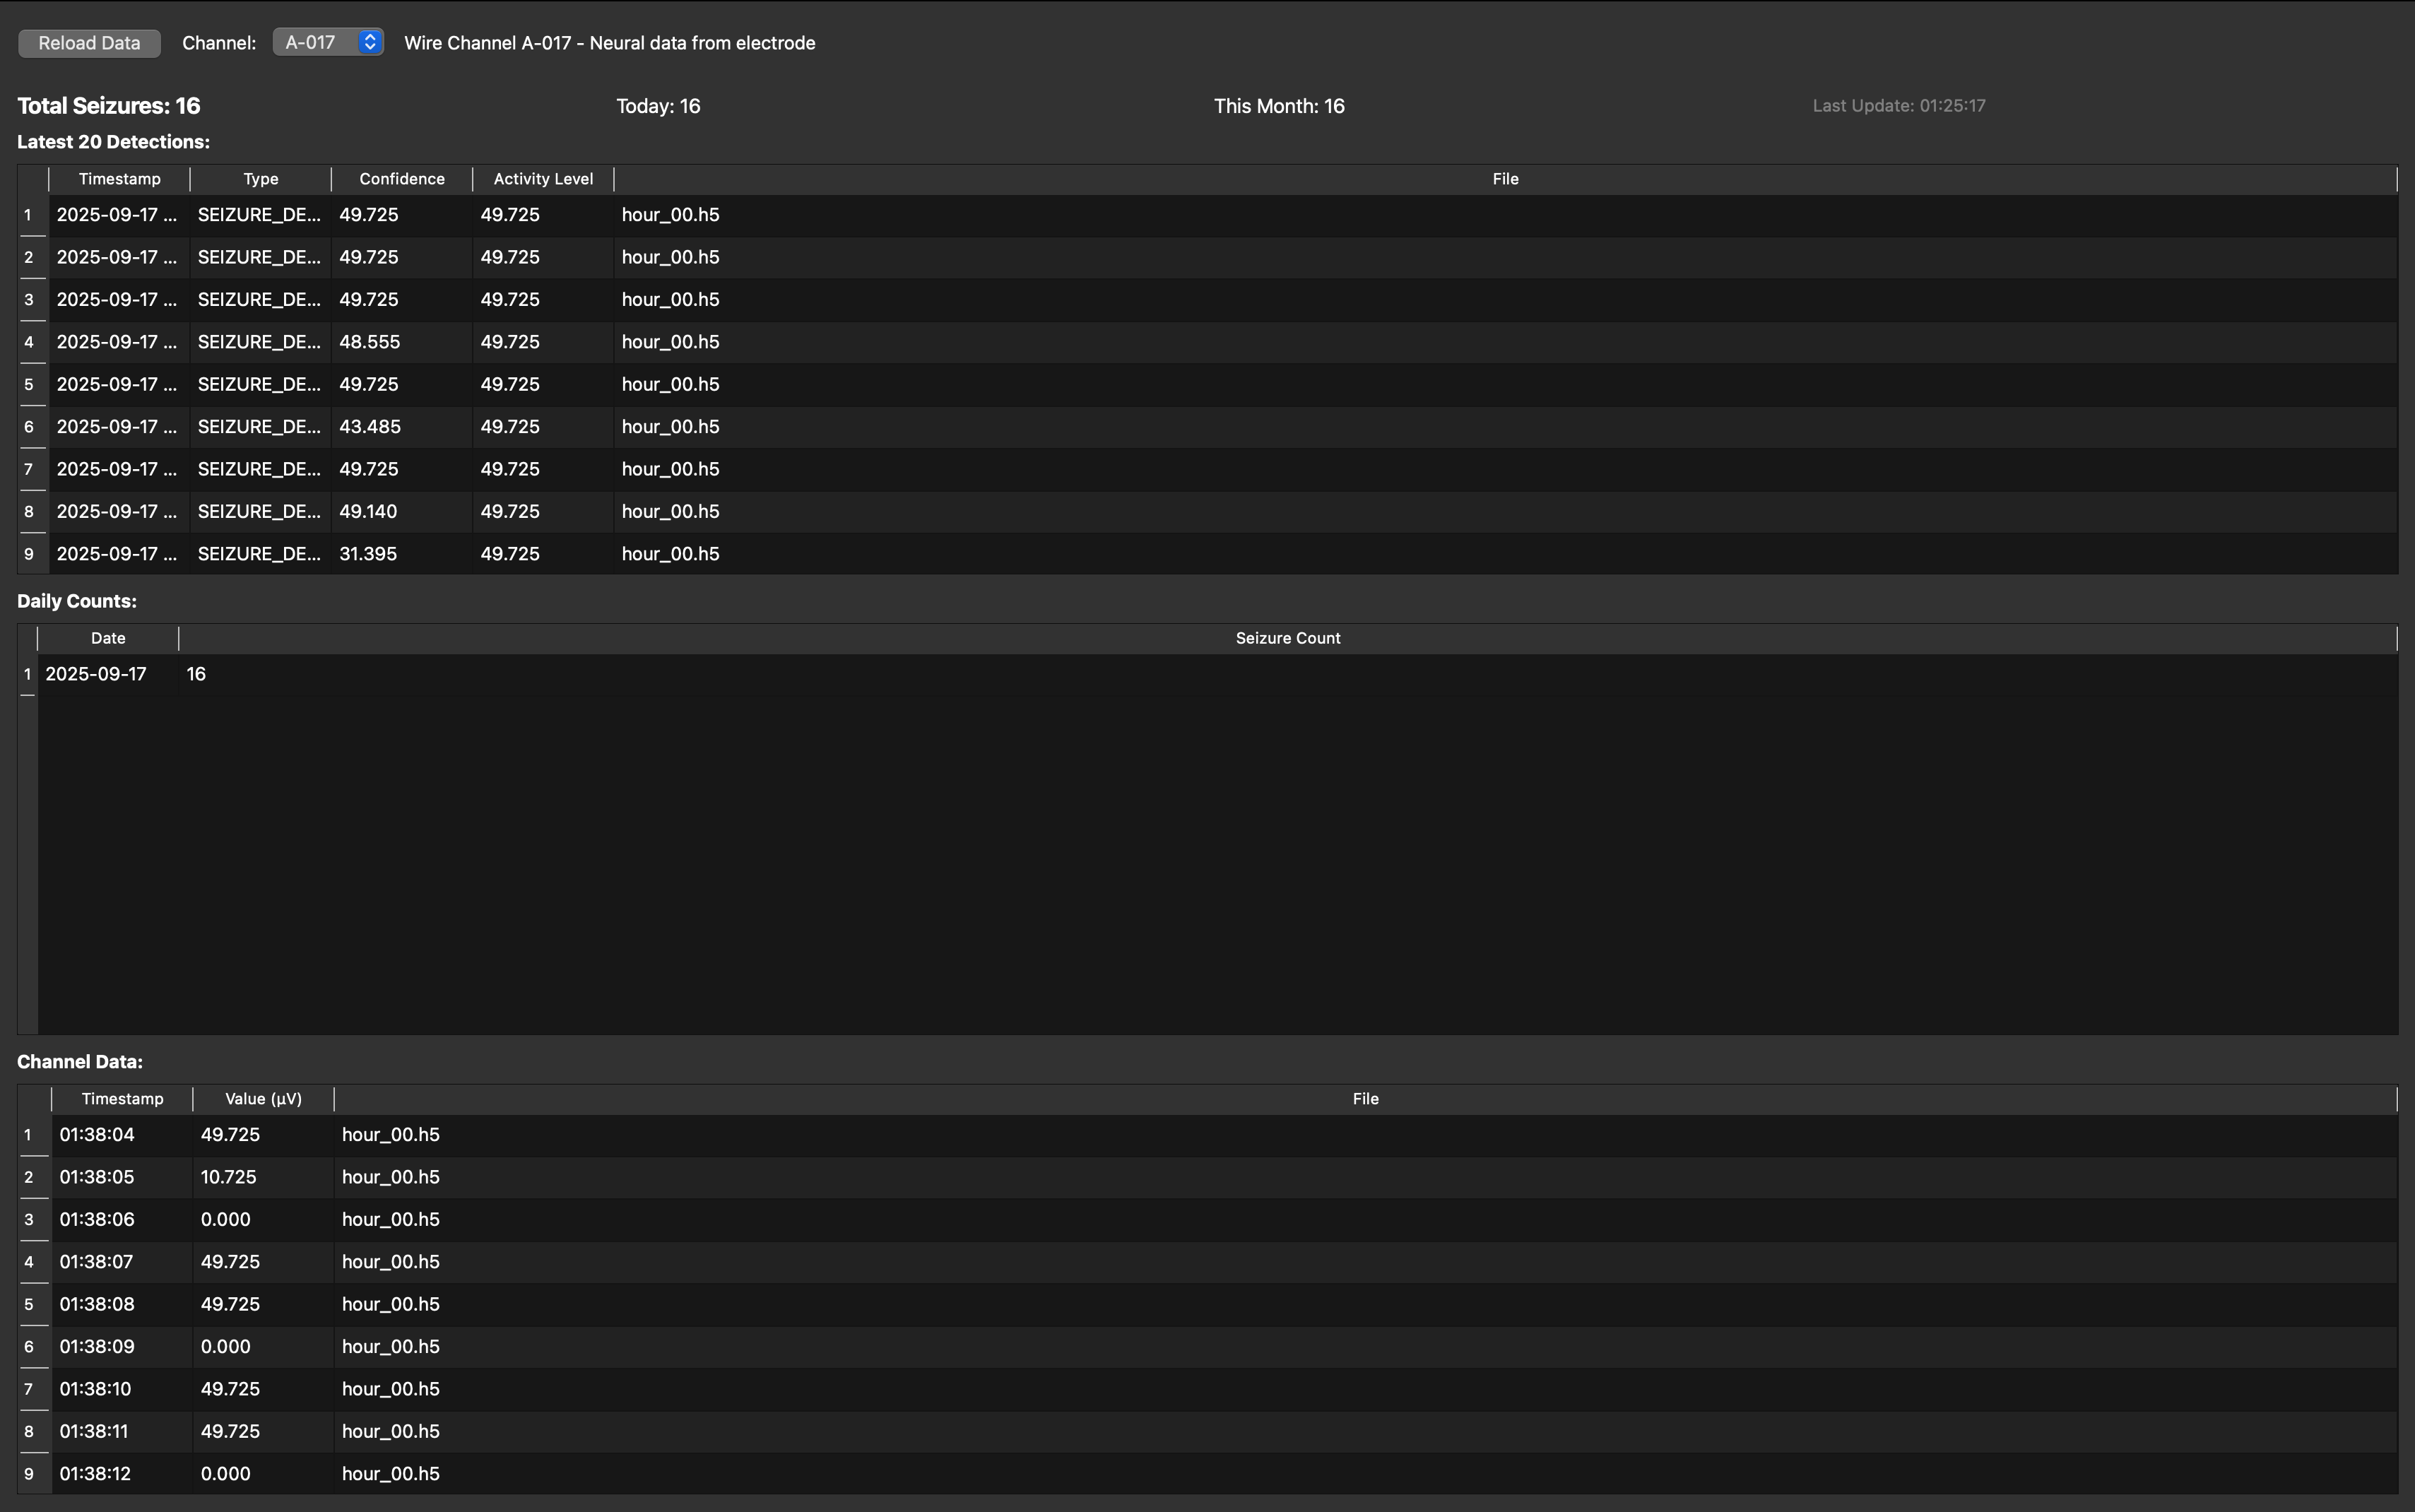 Reload Data Channel: A-017 Wire Channel A-017 - Neural data from electrode
Total Seizures: 16 Today: 16 This Month: 16 Last Update: 01:25:17
Latest 20 Detections:
Timestamp Type Confidence Activity Level File
1 2025-09-17 ... SEIZURE_DE... 49.725 49.725 hour_00.h5
2 2025-09-17 ... SEIZURE_DE... 49.725 49.725 hour_00.h5
3 2025-09-17 ... SEIZURE_DE... 49.725 49.725 hour_00.h5
4 2025-09-17 ... SEIZURE_DE... 48.555 49.725 hour_00.h5
5 2025-09-17 ... SEIZURE_DE... 49.725 49.725 hour_00.h5
6 2025-09-17 ... SEIZURE_DE... 43.485 49.725 hour_00.h5
7 2025-09-17 ... SEIZURE_DE... 49.725 49.725 hour_00.h5
8 2025-09-17 ... SEIZURE_DE... 49.140 49.725 hour_00.h5
9 2025-09-17 ... SEIZURE_DE... 31.395 49.725 hour_00.h5
Daily Counts:
Date Seizure Count
1 2025-09-17 16
Channel Data:
Timestamp Value (μV) File
1 01:38:04 49.725 hour_00.h5
2 01:38:05 10.725 hour_00.h5
3 01:38:06 0.000 hour_00.h5
4 01:38:07 49.725 hour_00.h5
5 01:38:08 49.725 hour_00.h5
6 01:38:09 0.000 hour_00.h5
7 01:38:10 49.725 hour_00.h5
8 01:38:11 49.725 hour_00.h5
9 01:38:12 0.000 hour_00.h5